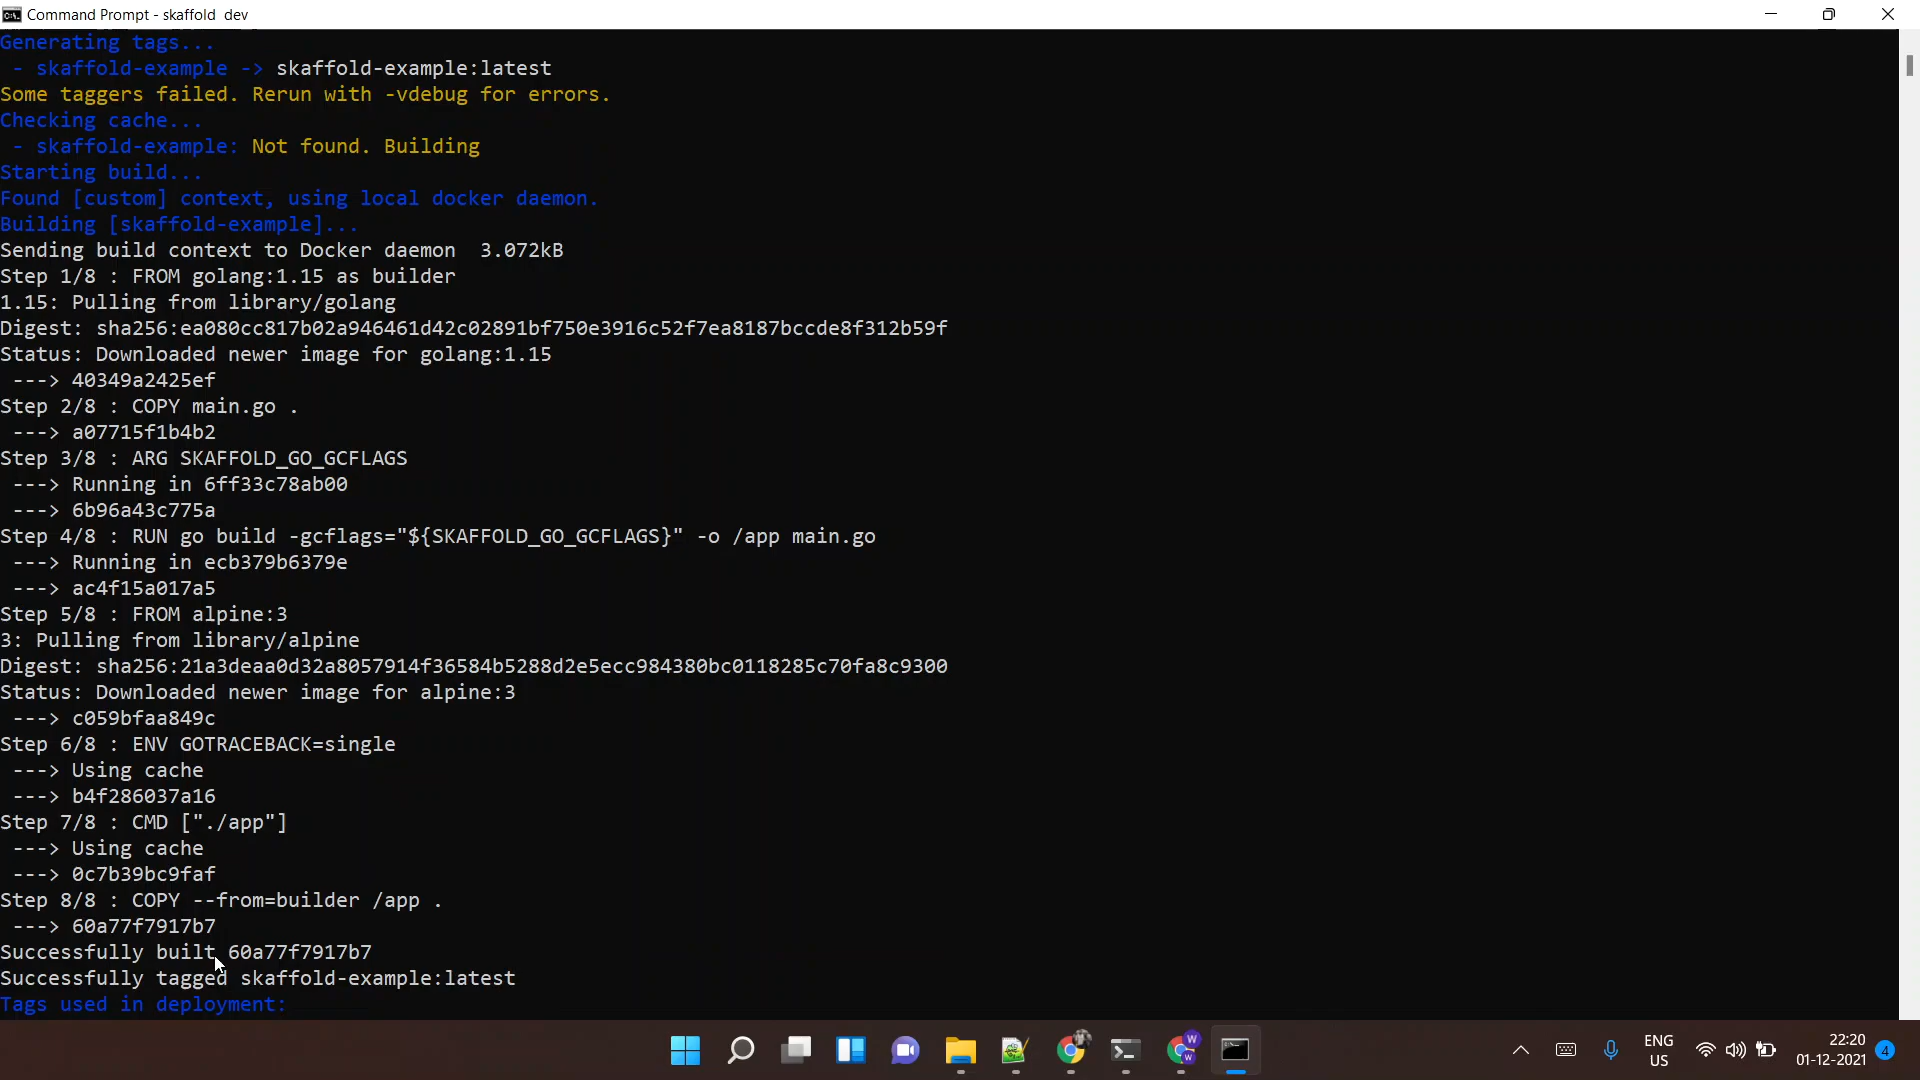 Command Prompt - skaffold  dev
Generating tags...
 - skaffold-example -> skaffold-example:latest
Some taggers failed. Rerun with -vdebug for errors.
Checking cache...
 - skaffold-example: Not found. Building
Starting build...
Found [custom] context, using local docker daemon.
Building [skaffold-example]...
Sending build context to Docker daemon  3.072kB
Step 1/8 : FROM golang:1.15 as builder
1.15: Pulling from library/golang
Digest: sha256:ea080cc817b02a946461d42c02891bf750e3916c52f7ea8187bccde8f312b59f
Status: Downloaded newer image for golang:1.15
 ---> 40349a2425ef
Step 2/8 : COPY main.go .
 ---> a07715f1b4b2
Step 3/8 : ARG SKAFFOLD_GO_GCFLAGS
 ---> Running in 6ff33c78ab00
 ---> 6b96a43c775a
Step 4/8 : RUN go build -gcflags="${SKAFFOLD_GO_GCFLAGS}" -o /app main.go
 ---> Running in ecb379b6379e
 ---> ac4f15a017a5
Step 5/8 : FROM alpine:3
3: Pulling from library/alpine
Digest: sha256:21a3deaa0d32a8057914f36584b5288d2e5ecc984380bc0118285c70fa8c9300
Status: Downloaded newer image for alpine:3
 ---> c059bfaa849c
Step 6/8 : ENV GOTRACEBACK=single
 ---> Using cache
 ---> b4f286037a16
Step 7/8 : CMD ["./app"]
 ---> Using cache
 ---> 0c7b39bc9faf
Step 8/8 : COPY --from=builder /app .
 ---> 60a77f7917b7
Successfully built 60a77f7917b7
Successfully tagged skaffold-example:latest
Tags used in deployment:
W
W
ENG
US
22:20
01-12-2021
4